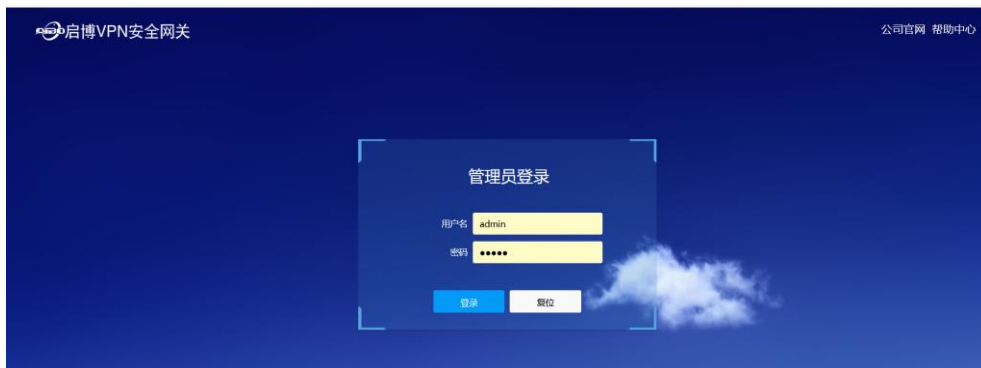 启博VPN安全网关
公司官网 帮助中心
管理员登录
用户名 admin
密码 •••••
登录 复位